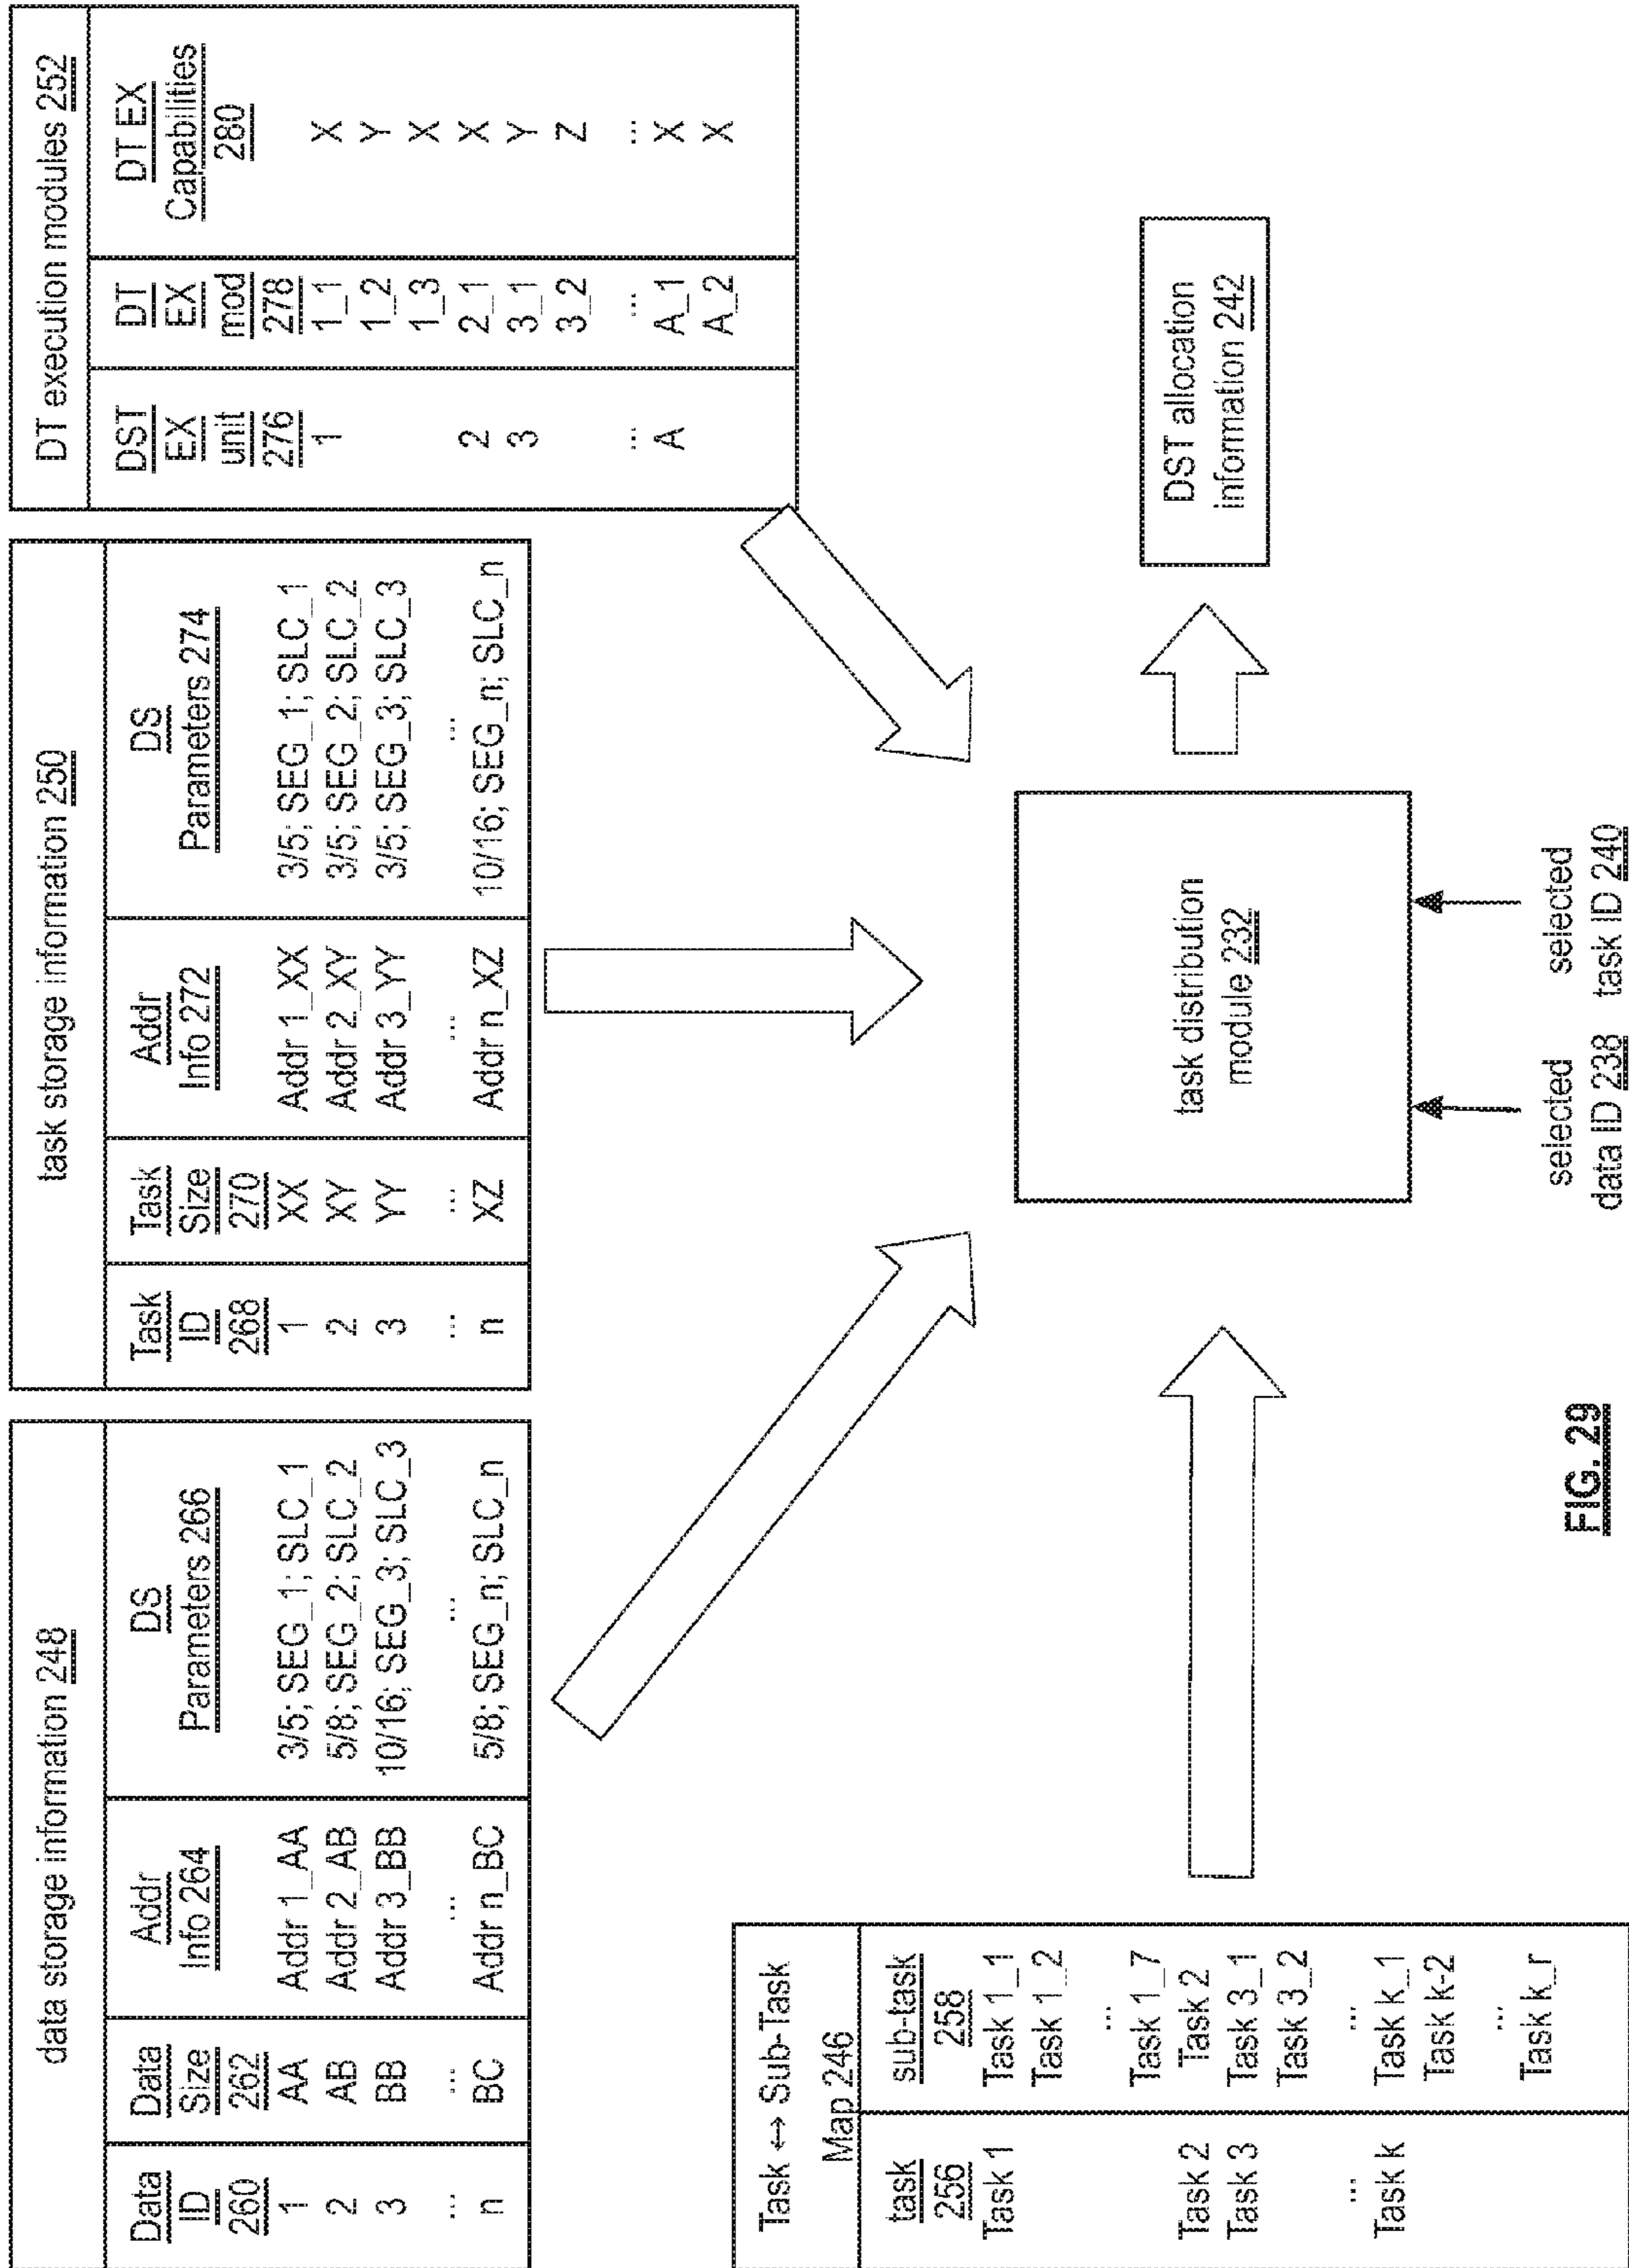 data storage information 248
Data ID 260
Data Size 262
Addr Info 264
DS Parameters 266
1 AA Addr 1_AA 3/5; SEG_1; SLC_1
2 AB Addr 2_AB 5/8; SEG_2; SLC_2
3 BB Addr 3_BB 10/16; SEG_3; SLC_3
... ... ... ...
n BC Addr n_BC 5/8; SEG_n; SLC_n
task storage information 250
Task ID 268
Task Size 270
Addr Info 272
DS Parameters 274
1 XX Addr 1_XX 3/5; SEG_1; SLC_1
2 XY Addr 2_XY 3/5; SEG_2; SLC_2
3 YY Addr 3_YY 3/5; SEG_3; SLC_3
... ... ... ...
n XZ Addr n_XZ 10/16; SEG_n; SLC_n
DT execution modules 252
DST EX unit 276
DT EX mod 278
DT EX Capabilities 280
1 1_1 X
1_2 Y
1_3 X
2 2_1 X
3 3_1 Y
3_2 Z
... ... ...
A A_1 X
A_2 X
Task ↔ Sub-Task
Map 246
task 256
sub-task 258
Task 1 Task 1_1
Task 1_2
...
Task 1_7
Task 2 Task 2
Task 3 Task 3_1
Task 3_2
... ...
Task k Task k_1
Task k-2
...
Task k_r
task distribution
module 232
DST allocation
information 242
selected
data ID 238
selected
task ID 240
FIG. 29